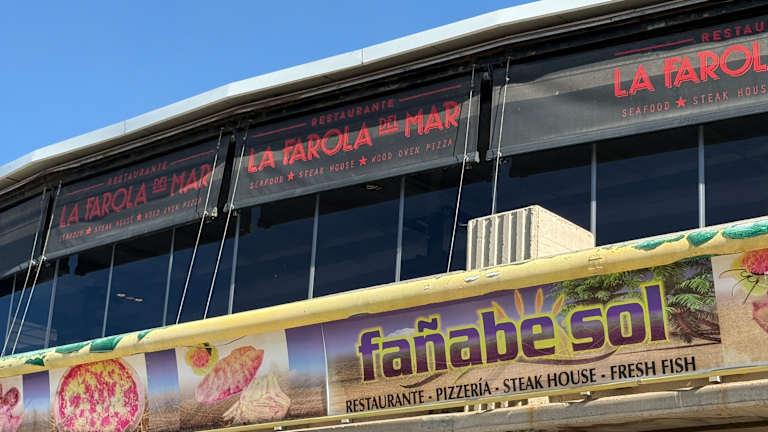 RESTAURANTE
LA FAROLA DEL MAR
SEAFOOD ★ STEAK HOUSE ★ WOOD OVEN PIZZA
RESTAURANTE
LA FAROLA DEL MAR
SEAFOOD ★ STEAK HOUSE ★ WOOD OVEN PIZZA
RESTAU
LA FAROL
SEAFOOD ★ STEAK HOUS
fañabe sol
RESTAURANTE - PIZZERÍA - STEAK HOUSE - FRESH FISH